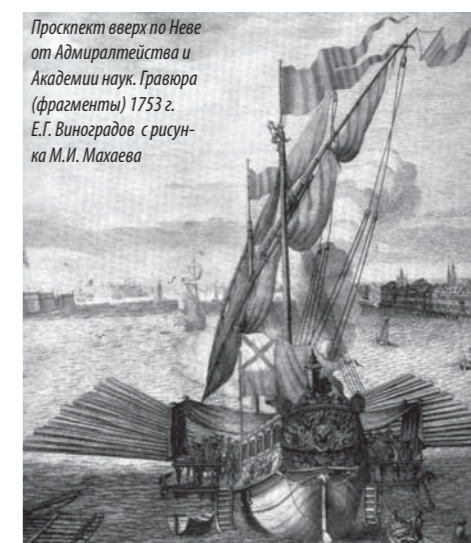 Проскпект вверх по Неве
от Адмиралтейства и
Академии наук. Гравюра
(фрагменты) 1753 г.
Е.Г. Виноградов с рисун-
ка М.И. Махаева